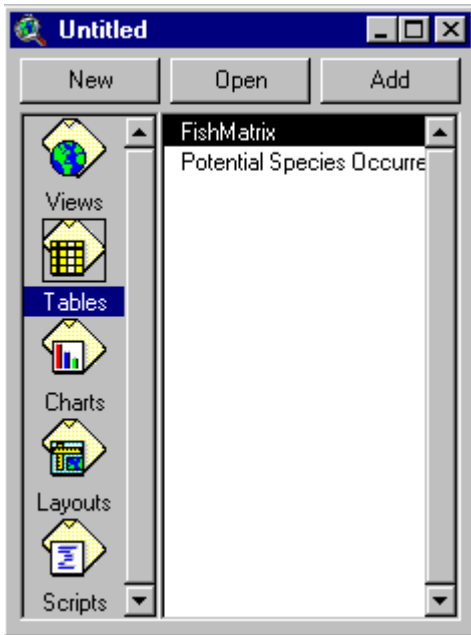 Untitled
New Open Add
FishMatrix
Potential Species Occurre
Views
Tables
Charts
Layouts
Scripts